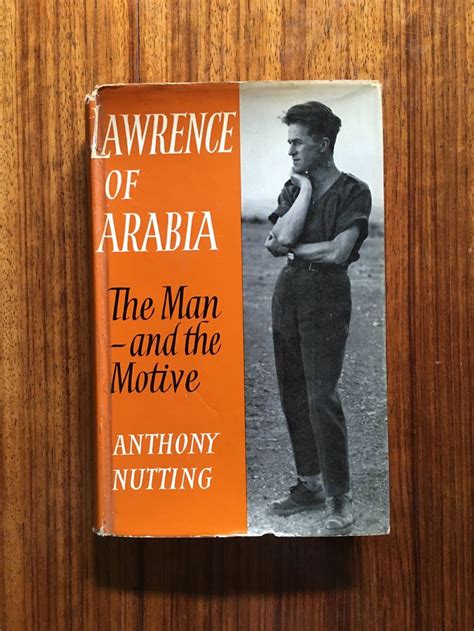 LAWRENCE
OF
ARABIA
The Man
– and the
Motive
ANTHONY
NUTTING